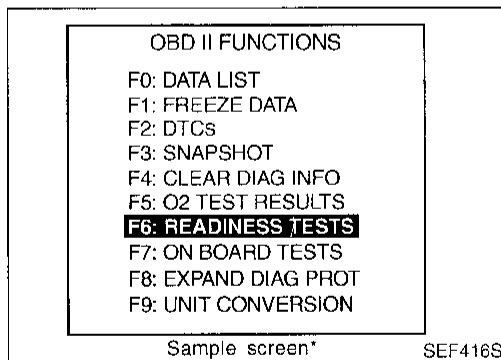 OBD II FUNCTIONS
F0: DATA LIST
F1: FREEZE DATA
F2: DTCs
F3: SNAPSHOT
F4: CLEAR DIAG INFO
F5: O2 TEST RESULTS
F6: READINESS TESTS
F7: ON BOARD TESTS
F8: EXPAND DIAG PROT
F9: UNIT CONVERSION
Sample screen*
SEF416S